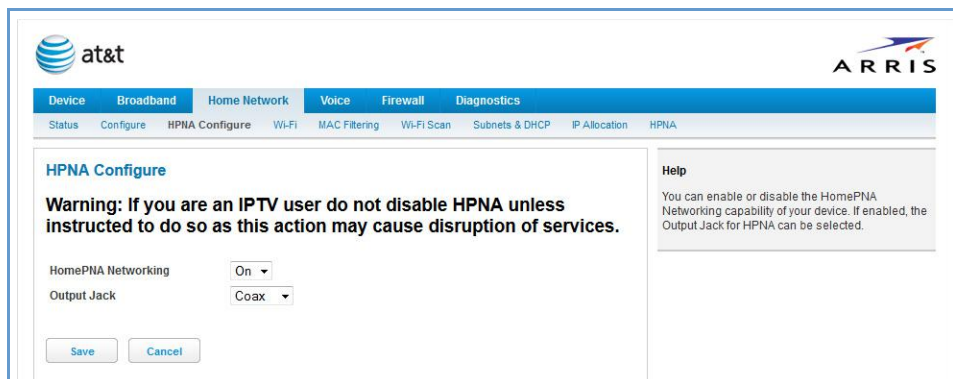 at&t
ARRIS
Device Broadband Home Network Voice Firewall Diagnostics
Status Configure HPNA Configure Wi-Fi MAC Filtering Wi-Fi Scan Subnets & DHCP IP Allocation HPNA
HPNA Configure
Warning: If you are an IPTV user do not disable HPNA unless
instructed to do so as this action may cause disruption of services.
HomePNA Networking On
Output Jack Coax
Save Cancel
Help
You can enable or disable the HomePNA
Networking capability of your device. If enabled, the
Output Jack for HPNA can be selected.